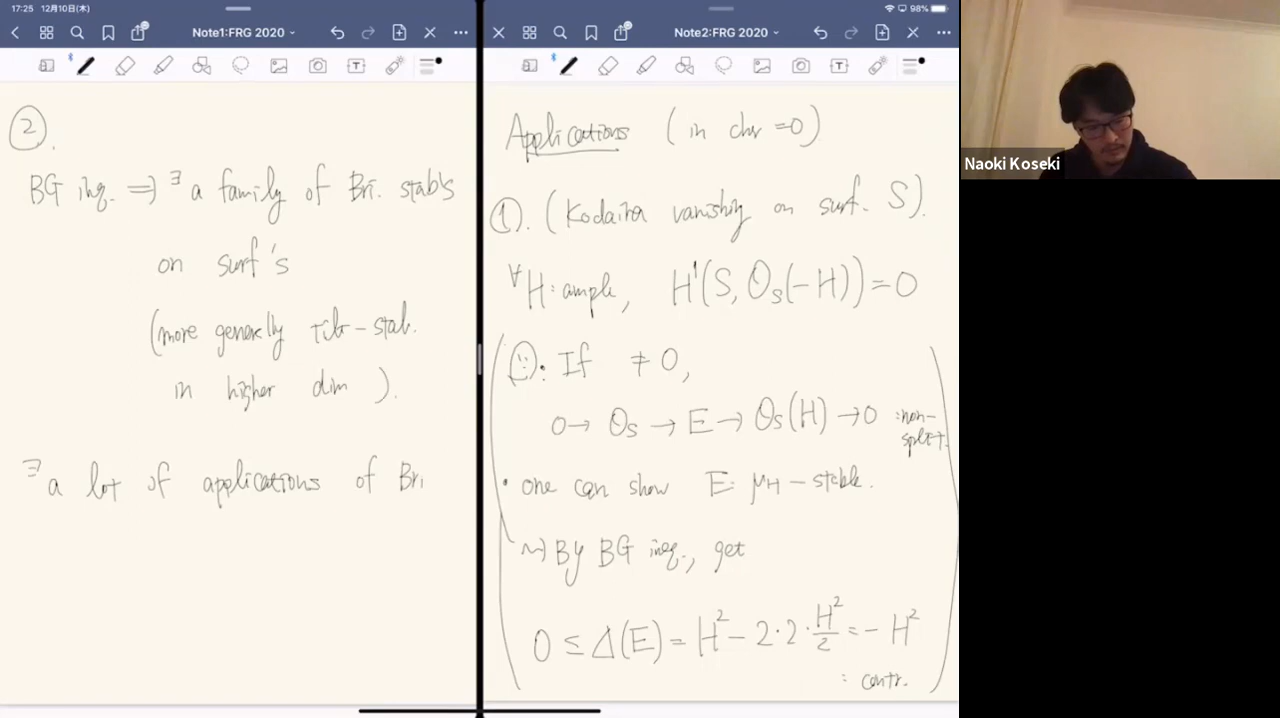 17:25 12月10日(木)
Note1:FRG 2020
②.
BG inq. ⇒ ∃ a family of Bri. stab's
on surf's
(more generally tilt-stab.
in higher dim ).
∃ a lot of applications of Bri
98%
Note2:FRG 2020
Applications (in char =0)
①. (Kodaira vanishing on surf. S).
∀H: ample, H¹(S, O_S(-H))=0
∵. If ≠0,
0→ O_S → E → O_S(H) →0 :non-
split.
• one can show E: μ_H-stable.
⇝ By BG ineq., get
0 ≤ Δ(E) = H² - 2·2·H²/2 = -H²
: contr.
Naoki Koseki